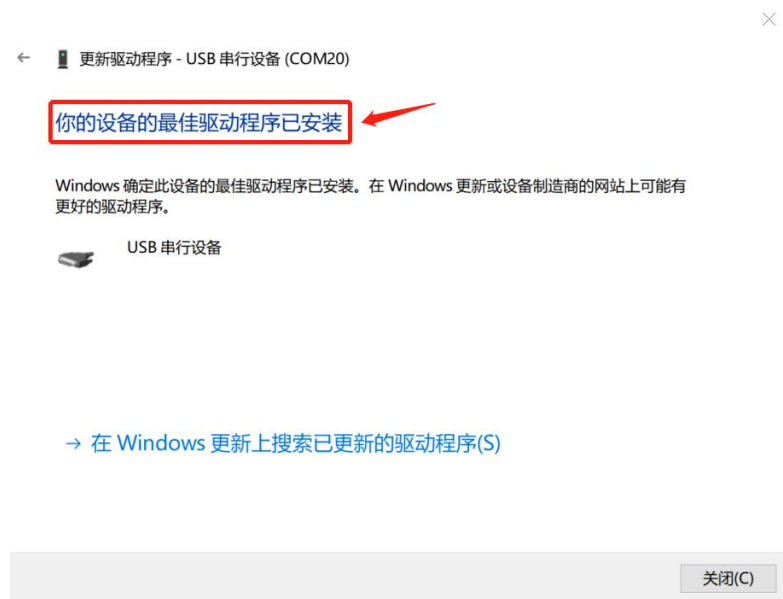 更新驱动程序 - USB 串行设备 (COM20)
你的设备的最佳驱动程序已安装
Windows 确定此设备的最佳驱动程序已安装。在 Windows 更新或设备制造商的网站上可能有
更好的驱动程序。
USB 串行设备
在 Windows 更新上搜索已更新的驱动程序(S)
关闭(C)